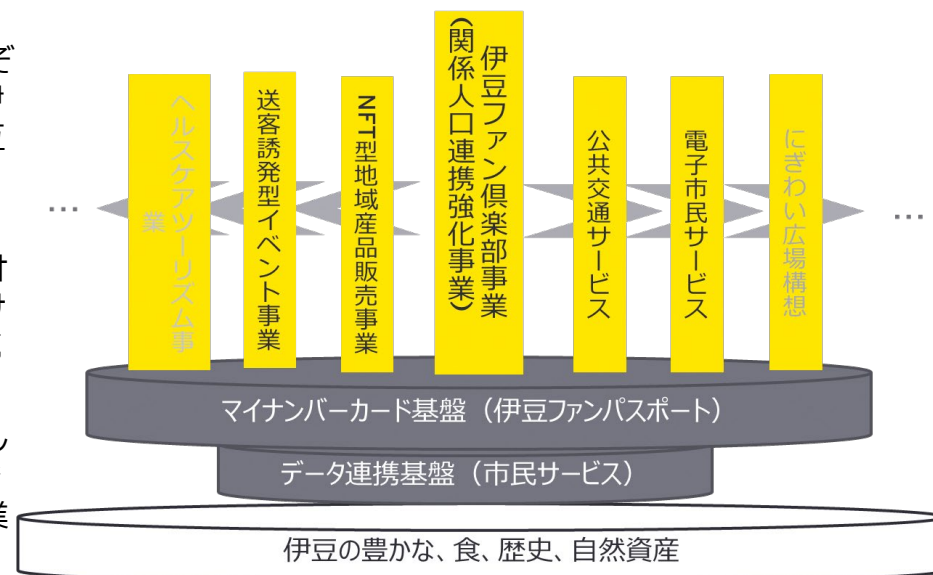 ヘルスケアツーリズム事
業
送客誘発型イベント事業
NFT型地域産品販売事業
伊豆ファン倶楽部事業
(関係人口連携強化事業)
公共交通サービス
電子市民サービス
にぎわい広場構想
…
…
マイナンバーカード基盤（伊豆ファンパスポート）
データ連携基盤（市民サービス）
伊豆の豊かな、食、歴史、自然資産
ぞ
業